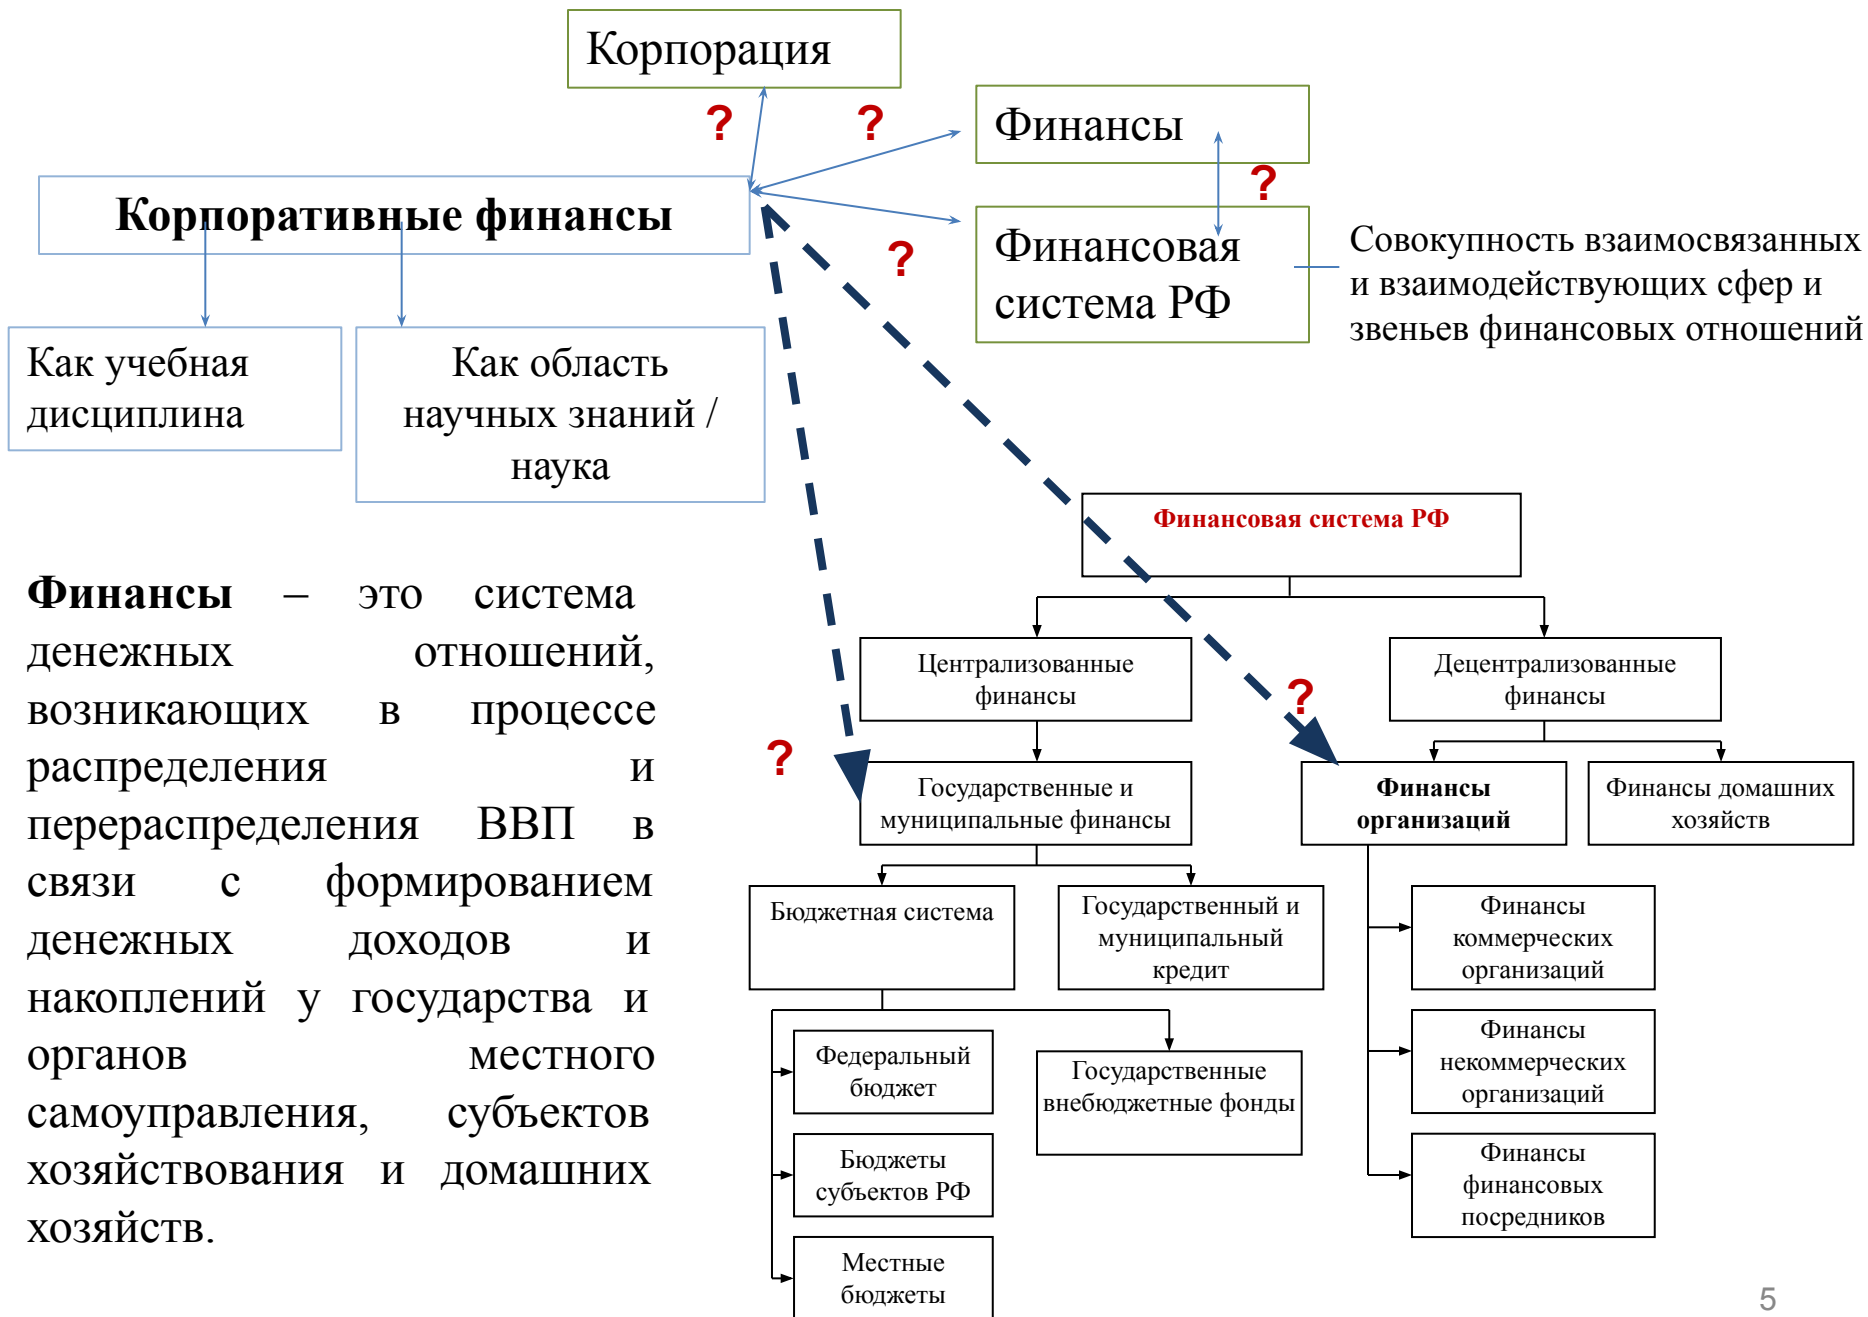 Корпорация
?
?
Финансы
?
Корпоративные финансы
?
Финансовая
система РФ
Совокупность взаимосвязанных
и взаимодействующих сфер и
звеньев финансовых отношений
Как учебная
дисциплина
Как область
научных знаний /
наука
Финансы – это система
денежных отношений,
возникающих в процессе
распределения и
перераспределения ВВП в
связи с формированием
денежных доходов и
накоплений у государства и
органов местного
самоуправления, субъектов
хозяйствования и домашних
хозяйств.
Финансовая система РФ
Централизованные
финансы
Децентрализованные
финансы
?
?
Государственные и
муниципальные финансы
Финансы
организаций
Финансы домашних
хозяйств
Бюджетная система
Государственный и
муниципальный
кредит
Финансы
коммерческих
организаций
Федеральный
бюджет
Государственные
внебюджетные фонды
Финансы
некоммерческих
организаций
Бюджеты
субъектов РФ
Финансы
финансовых
посредников
Местные
бюджеты
5